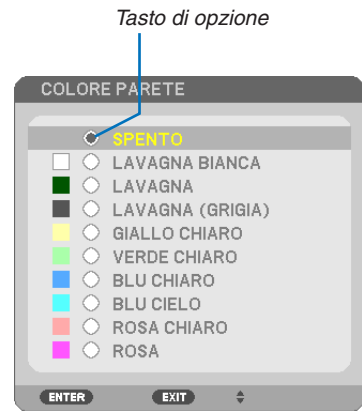 Tasto di opzione
COLORE PARETE
SPENTO
LAVAGNA BIANCA
LAVAGNA
LAVAGNA (GRIGIA)
GIALLO CHIARO
VERDE CHIARO
BLU CHIARO
BLU CIELO
ROSA CHIARO
ROSA
ENTER EXIT